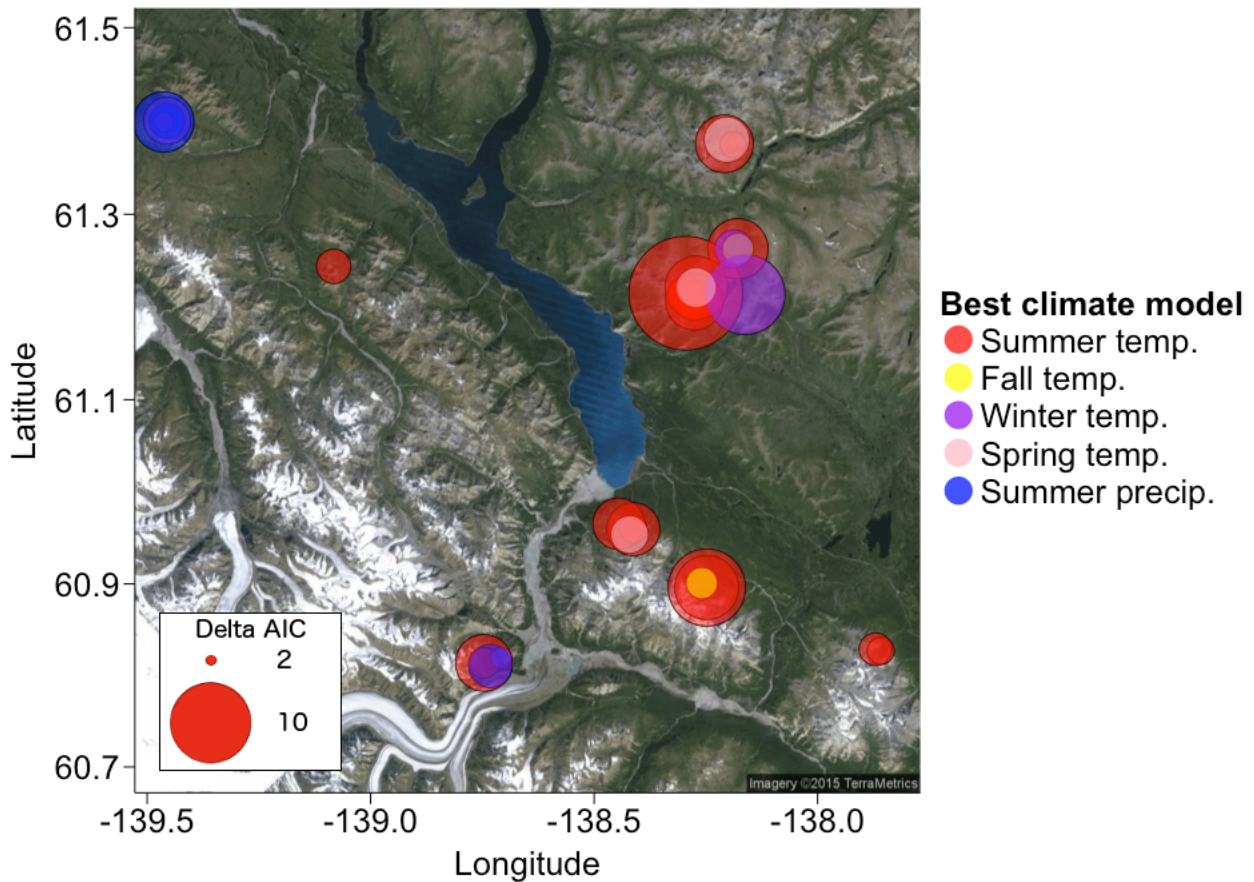 61.5
61.3
61.1
60.9
60.7
Latitude
-139.5
-139.0
-138.5
-138.0
Longitude
Delta AIC
2
10
Imagery ©2015 TerraMetrics
Best climate model
Summer temp.
Fall temp.
Winter temp.
Spring temp.
Summer precip.